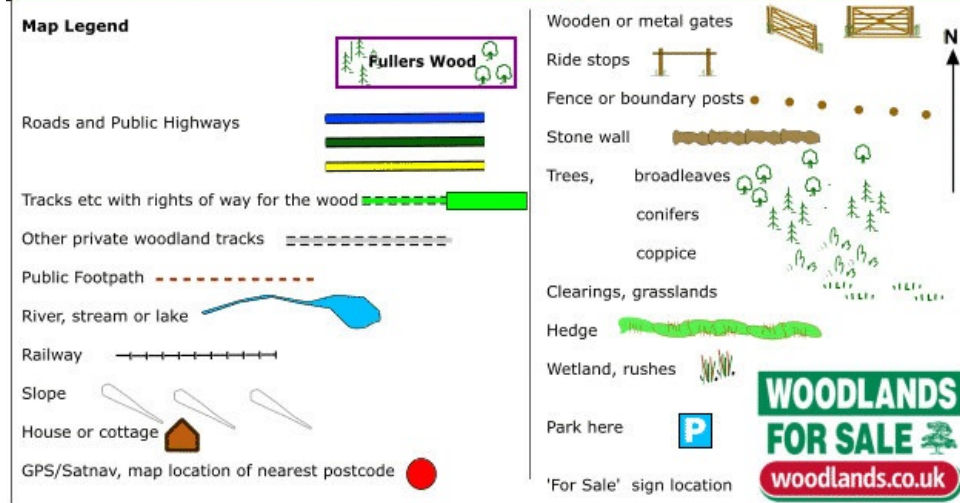 Map Legend
Fullers Wood
Roads and Public Highways
Tracks etc with rights of way for the wood
Other private woodland tracks
Public Footpath
River, stream or lake
Railway
Slope
House or cottage
GPS/Satnav, map location of nearest postcode
Wooden or metal gates
Ride stops
Fence or boundary posts
Stone wall
Trees, broadleaves
conifers
coppice
Clearings, grasslands
Hedge
Wetland, rushes
Park here
P
'For Sale' sign location
N
WOODLANDS
FOR SALE
woodlands.co.uk